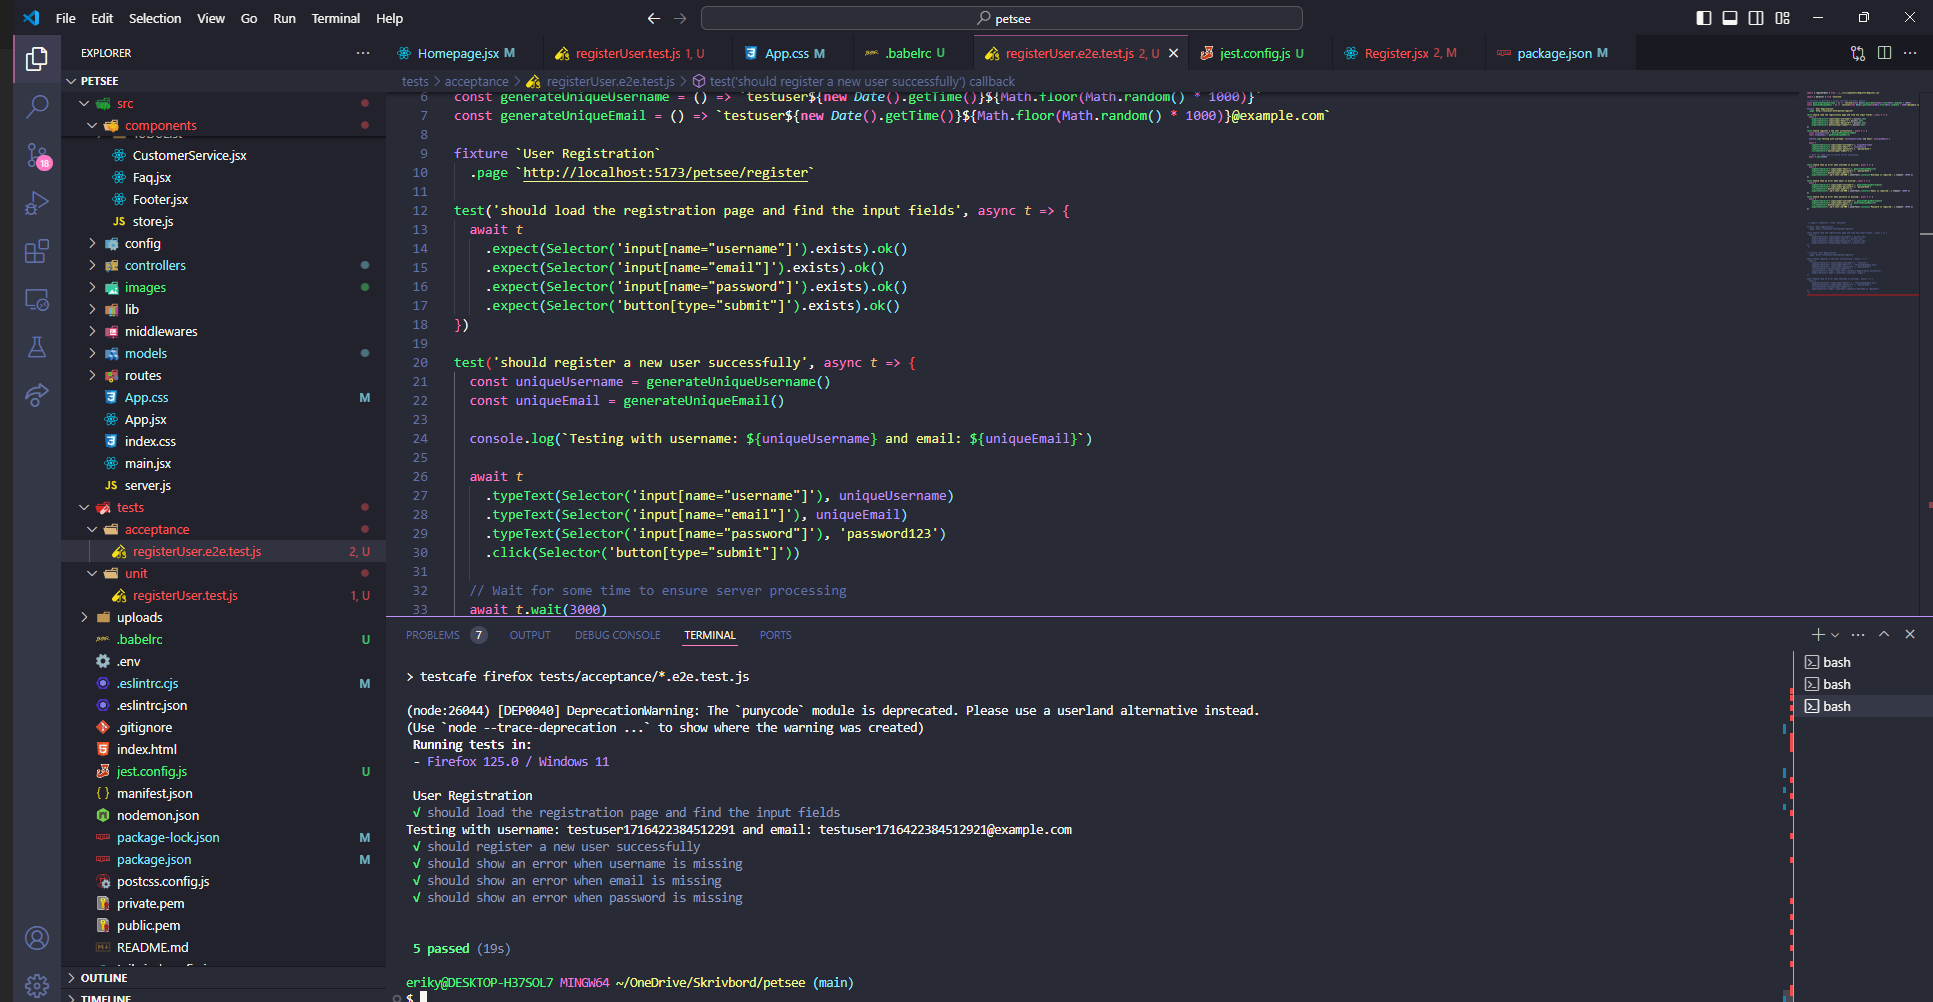 File Edit Selection View Go Run Terminal Help
petsee
EXPLORER
PETSEE
src
components
CustomerService.jsx
Faq.jsx
Footer.jsx
JS store.js
config
controllers
images
lib
middlewares
models
routes
App.css M
App.jsx
index.css
main.jsx
JS server.js
tests
acceptance
registerUser.e2e.test.js 2, U
unit
registerUser.test.js 1, U
uploads
.babelrc U
.env
.eslintrc.cjs M
.eslintrc.json
.gitignore
index.html
jest.config.js U
manifest.json
nodemon.json
package-lock.json M
package.json M
postcss.config.js
private.pem
public.pem
README.md
OUTLINE
TIMELINE
18
Homepage.jsx M
registerUser.test.js 1, U
App.css M
.babelrc U
registerUser.e2e.test.js 2, U
jest.config.js U
Register.jsx 2, M
package.json M
tests > acceptance > registerUser.e2e.test.js > test('should register a new user successfully') callback
6 const generateUniqueUsername = () => `testuser${new Date().getTime()}${Math.floor(Math.random() * 1000)}`
7 const generateUniqueEmail = () => `testuser${new Date().getTime()}${Math.floor(Math.random() * 1000)}@example.com`
8
9 fixture `User Registration`
10 .page `http://localhost:5173/petsee/register`
11
12 test('should load the registration page and find the input fields', async t => {
13 await t
14 .expect(Selector('input[name="username"]').exists).ok()
15 .expect(Selector('input[name="email"]').exists).ok()
16 .expect(Selector('input[name="password"]').exists).ok()
17 .expect(Selector('button[type="submit"]').exists).ok()
18 })
19
20 test('should register a new user successfully', async t => {
21 const uniqueUsername = generateUniqueUsername()
22 const uniqueEmail = generateUniqueEmail()
23
24 console.log(`Testing with username: ${uniqueUsername} and email: ${uniqueEmail}`)
25
26 await t
27 .typeText(Selector('input[name="username"]'), uniqueUsername)
28 .typeText(Selector('input[name="email"]'), uniqueEmail)
29 .typeText(Selector('input[name="password"]'), 'password123')
30 .click(Selector('button[type="submit"]'))
31
32 // Wait for some time to ensure server processing
33 await t.wait(3000)
PROBLEMS 7 OUTPUT DEBUG CONSOLE TERMINAL PORTS
> testcafe firefox tests/acceptance/*.e2e.test.js
(node:26044) [DEP0040] DeprecationWarning: The `punycode` module is deprecated. Please use a userland alternative instead.
(Use `node --trace-deprecation ...` to show where the warning was created)
Running tests in:
- Firefox 125.0 / Windows 11
User Registration
√ should load the registration page and find the input fields
Testing with username: testuser1716422384512291 and email: testuser1716422384512921@example.com
√ should register a new user successfully
√ should show an error when username is missing
√ should show an error when email is missing
√ should show an error when password is missing
5 passed (19s)
eriky@DESKTOP-H37SOL7 MINGW64 ~/OneDrive/Skrivbord/petsee (main)
$
bash
bash
bash